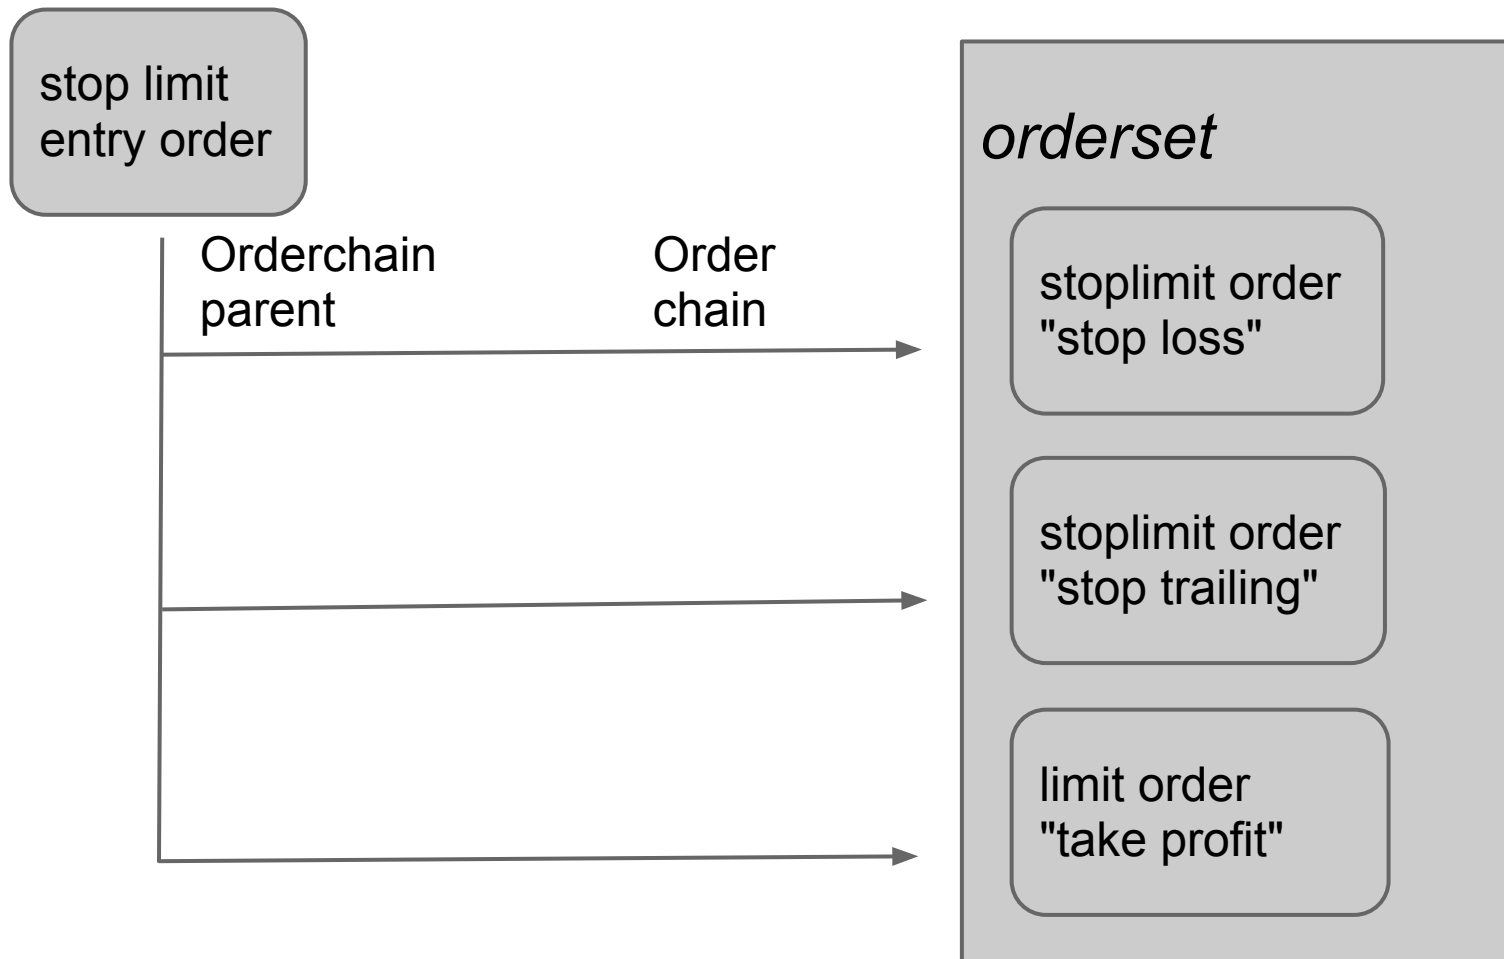 stop limit
entry order
orderset
Orderchain
parent
Order
chain
stoplimit order
"stop loss"
stoplimit order
"stop trailing"
limit order
"take profit"